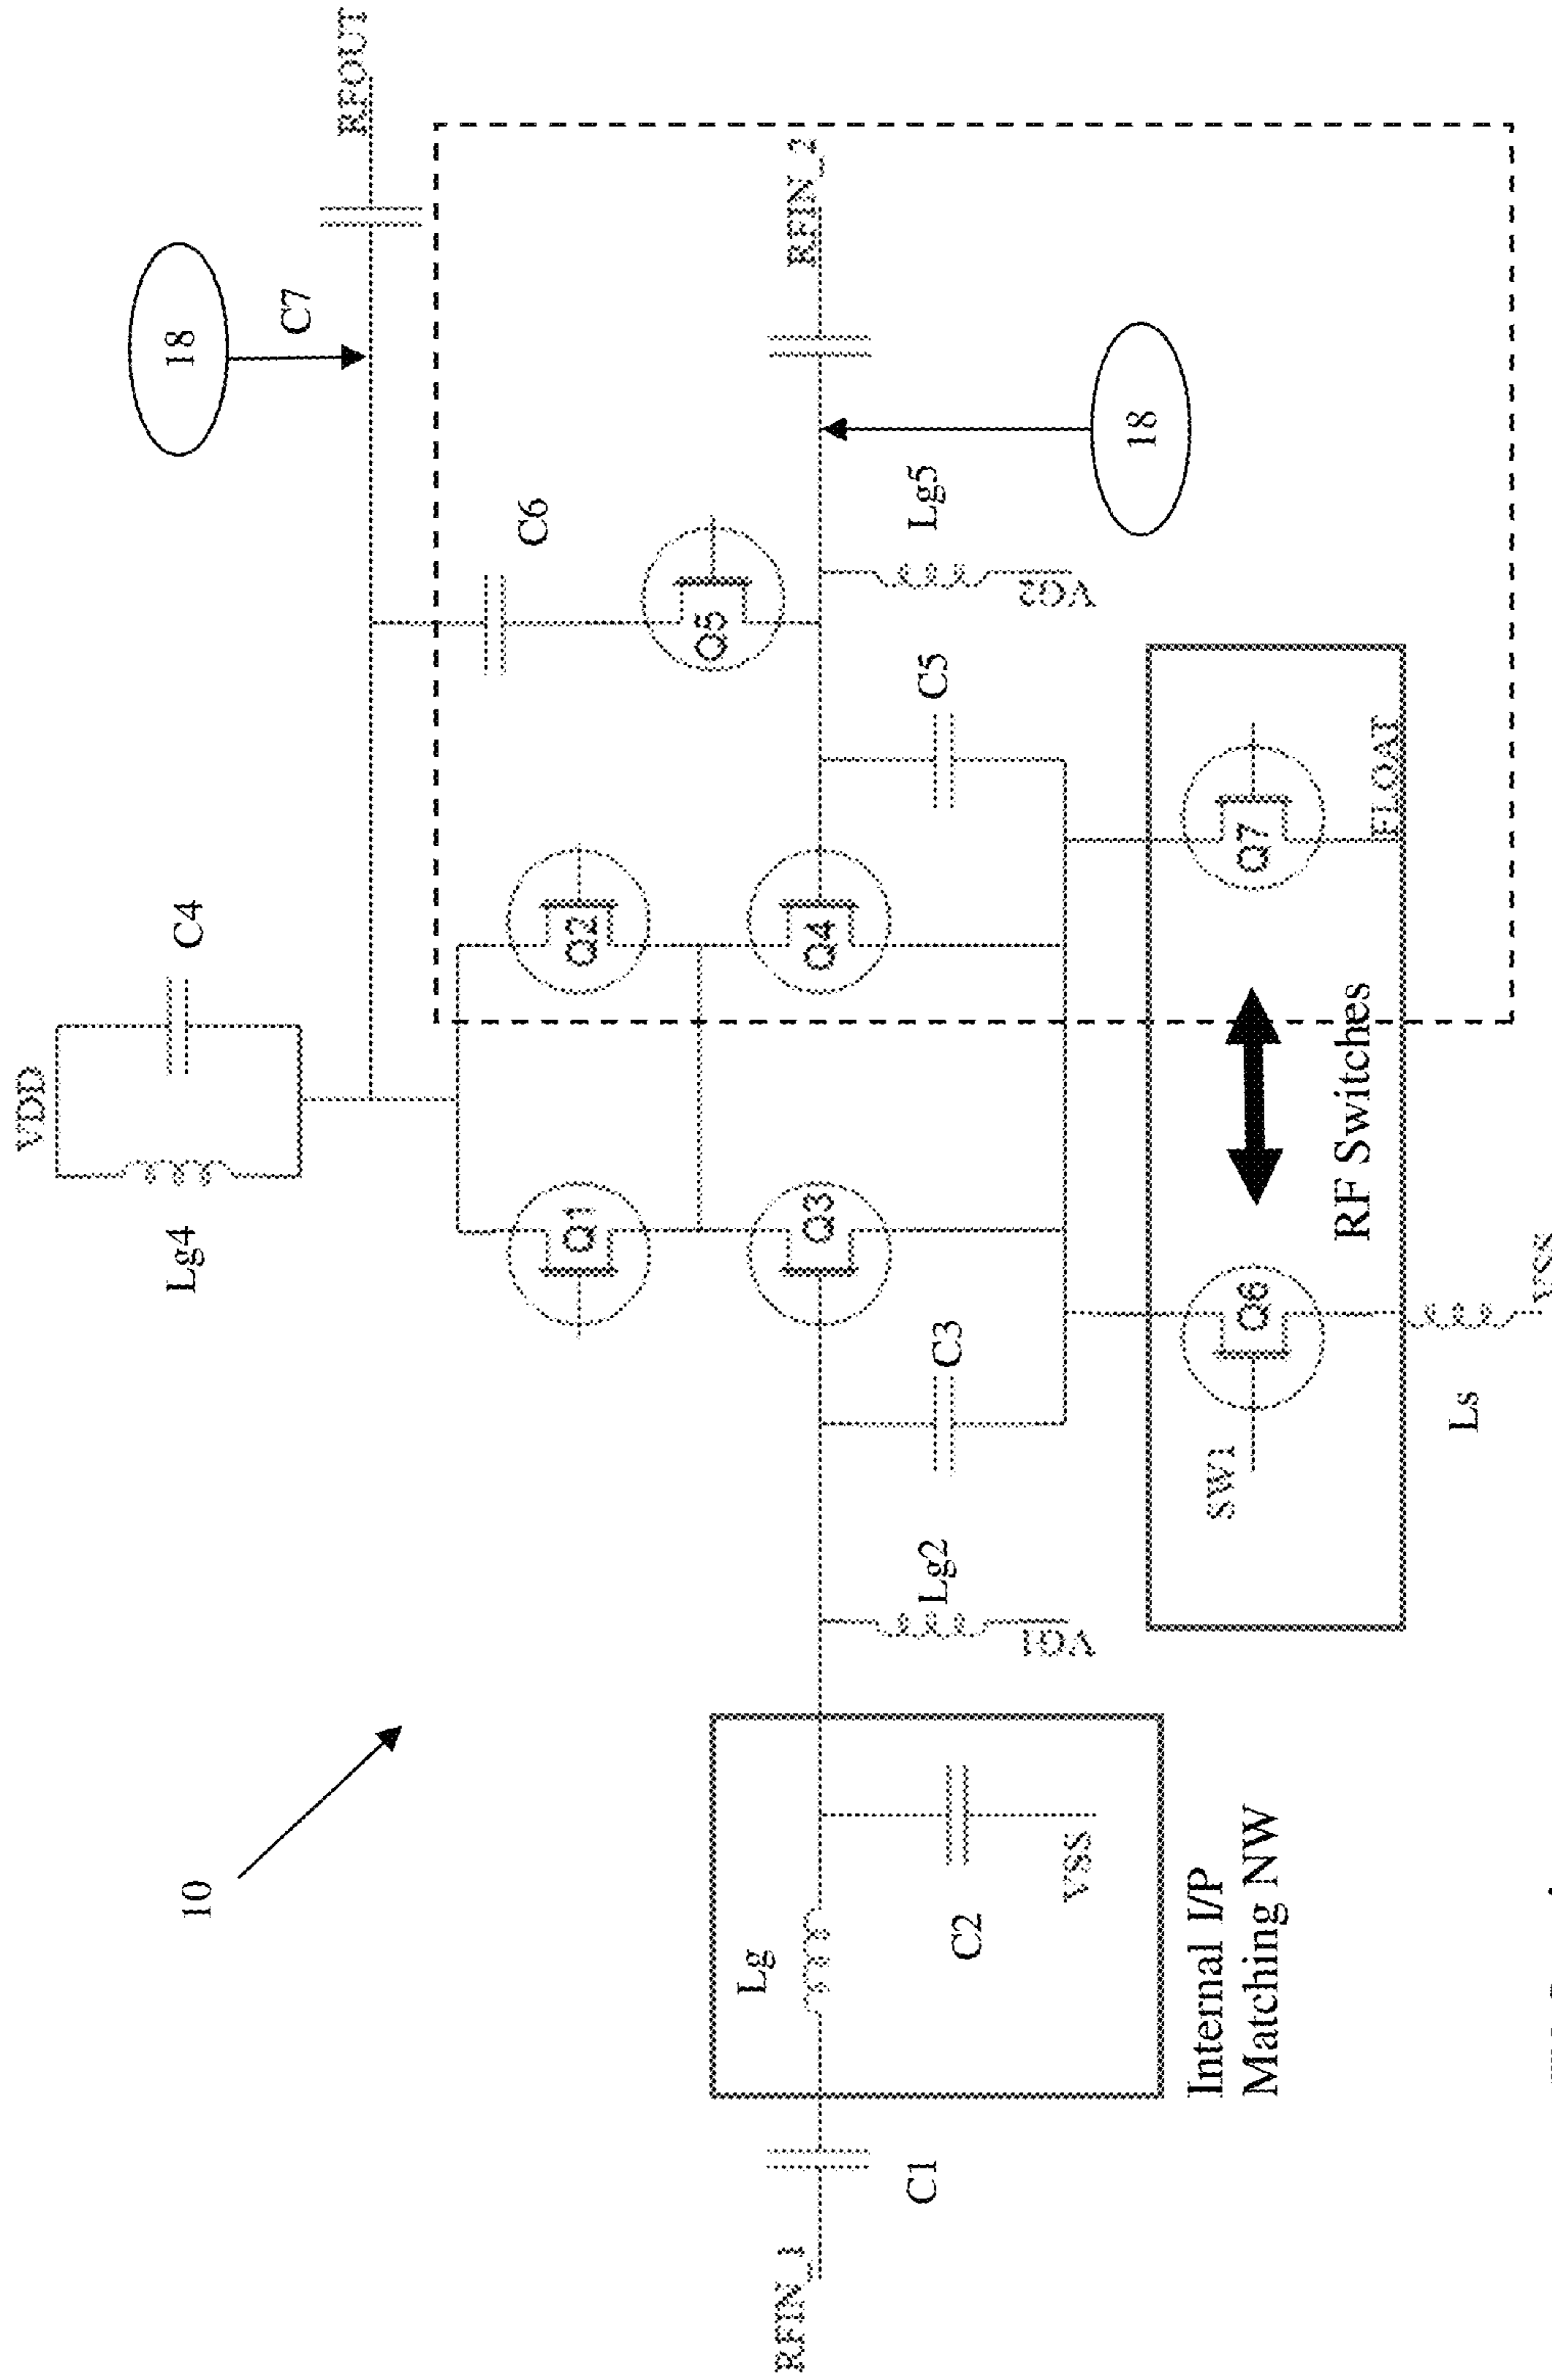 10
VDD
Lg4
C4
18
C7
RFOUT
C6
Q1
Q2
Q5
RFIN_2
Q3
Q4
18
RFIN_1
C1
Lg
C2
VSS
Internal I/P
Matching NW
Lg2
VG1
C3
C5
Lg5
VG2
SW1
Q6
Q7
FLOAT
RF Switches
Ls
VSS